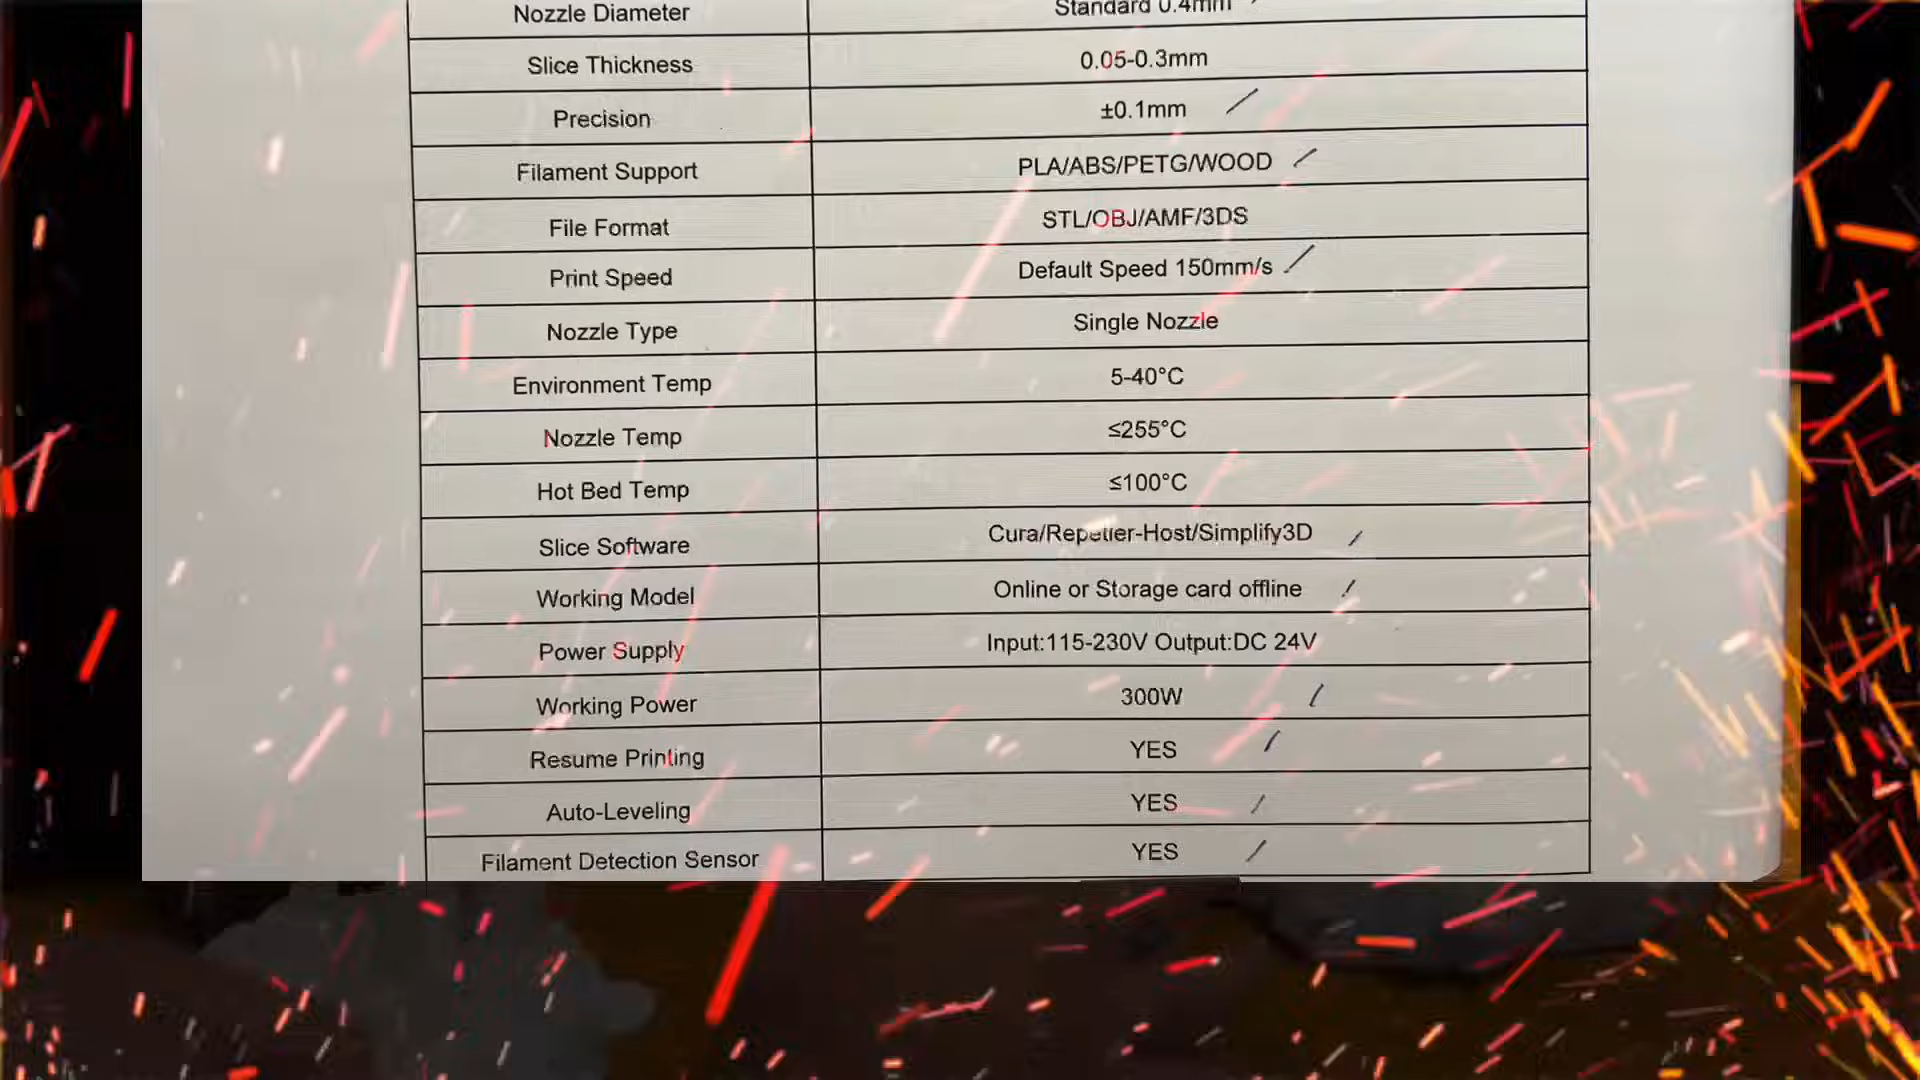 Nozzle Diameter Standard 0.4mm
Slice Thickness 0.05-0.3mm
Precision ±0.1mm
Filament Support PLA/ABS/PETG/WOOD
File Format STL/OBJ/AMF/3DS
Print Speed Default Speed 150mm/s
Nozzle Type Single Nozzle
Environment Temp 5-40°C
Nozzle Temp ≤255°C
Hot Bed Temp ≤100°C
Slice Software Cura/Repetier-Host/Simplify3D
Working Model Online or Storage card offline
Power Supply Input:115-230V Output:DC 24V
Working Power 300W
Resume Printing YES
Auto-Leveling YES
Filament Detection Sensor YES